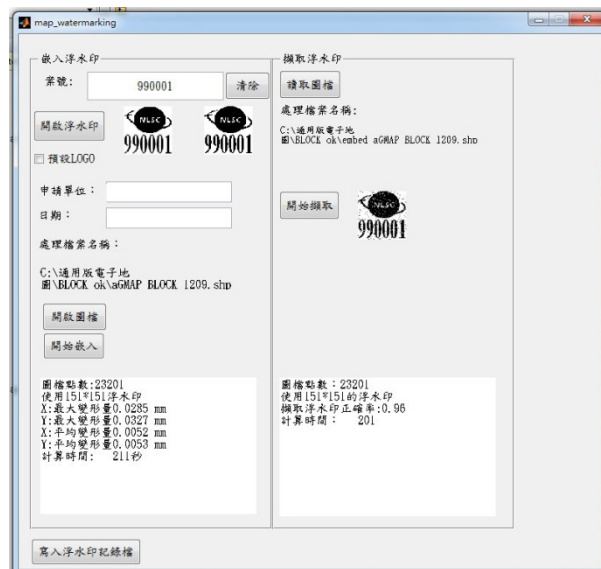 map_watermarking
嵌入浮水印
案號:
990001
清除
開啟浮水印
NLSC
990001
NLSC
990001
預設LOGO
申請單位：
日期：
處理檔案名稱：
C:\通用版電子地
圖\BLOCK ok\aGMAP BLOCK 1209.shp
開啟圖檔
開始嵌入
圖檔點數:23201
使用151*151浮水印
X:最大變形量0.0285 mm
Y:最大變形量0.0327 mm
X:平均變形量0.0052 mm
Y:平均變形量0.0053 mm
計算時間: 211秒
擷取浮水印
讀取圖檔
處理檔案名稱:
C:\通用版電子地
圖\BLOCK ok\embed aGMAP BLOCK 1209.shp
開始擷取
NLSC
990001
圖檔點數：23201
使用151*151的浮水印
擷取浮水印正確率:0.96
計算時間： 201
寫入浮水印記錄檔